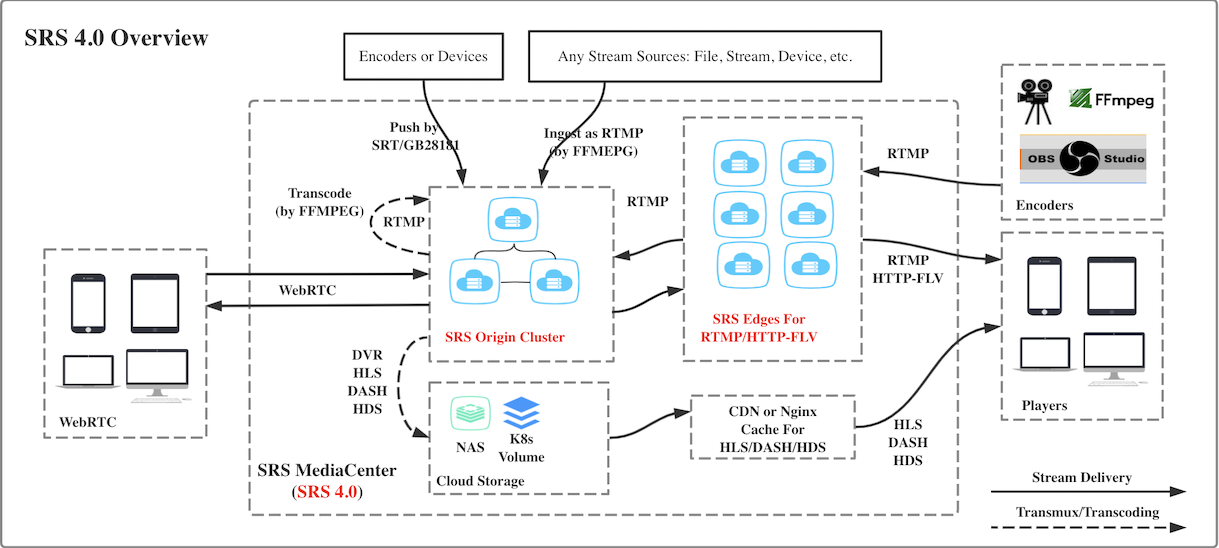 SRS 4.0 Overview
Encoders or Devices
Any Stream Sources: File, Stream, Device, etc.
Push by
SRT/GB28181
Ingest as RTMP
(by FFMEPG)
Transcode
(by FFMPEG)
RTMP
RTMP
RTMP
FFmpeg
OBS Studio
Encoders
WebRTC
WebRTC
SRS Origin Cluster
SRS Edges For
RTMP/HTTP-FLV
RTMP
HTTP-FLV
Players
DVR
HLS
DASH
HDS
NAS
K8s
Volume
Cloud Storage
CDN or Nginx
Cache For
HLS/DASH/HDS
HLS
DASH
HDS
SRS MediaCenter
(SRS 4.0)
Stream Delivery
Transmux/Transcoding